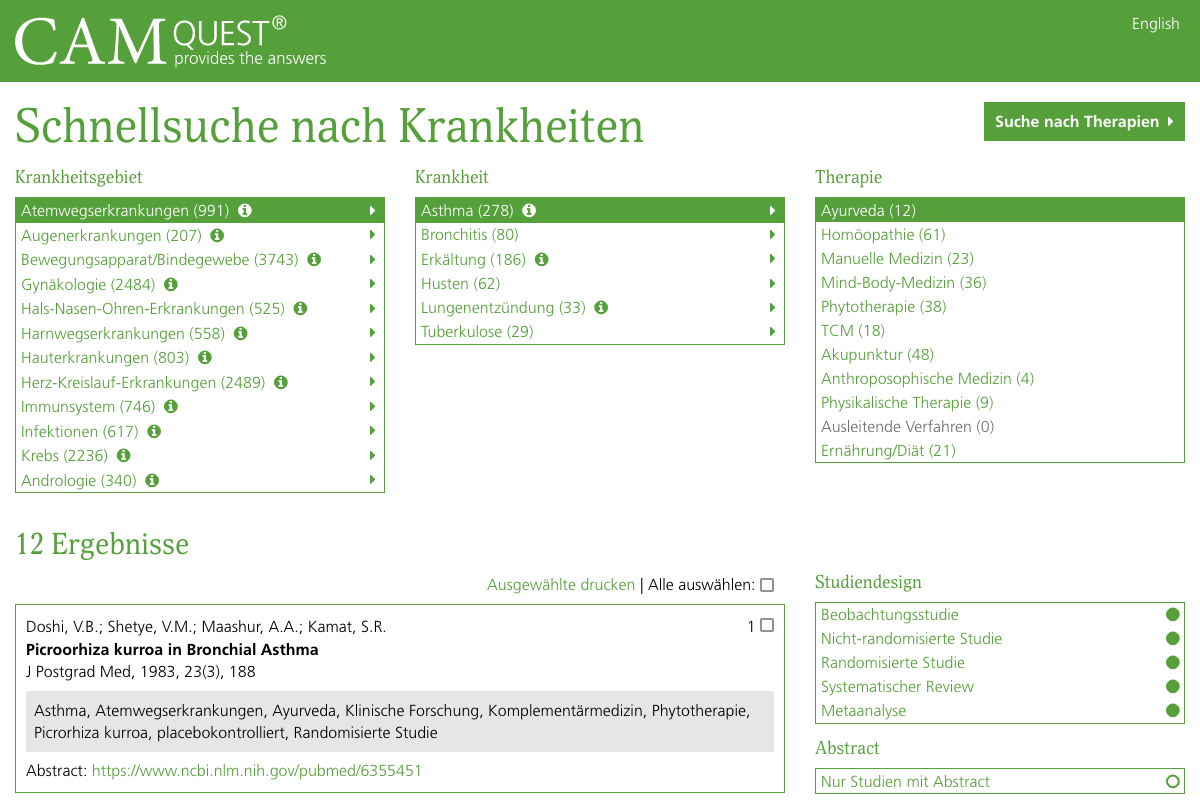 CAM QUEST®
provides the answers
English
Schnellsuche nach Krankheiten
Suche nach Therapien
Krankheitsgebiet
Atemwegserkrankungen (991)
Augenerkrankungen (207)
Bewegungsapparat/Bindegewebe (3743)
Gynäkologie (2484)
Hals-Nasen-Ohren-Erkrankungen (525)
Harnwegserkrankungen (558)
Hauterkrankungen (803)
Herz-Kreislauf-Erkrankungen (2489)
Immunsystem (746)
Infektionen (617)
Krebs (2236)
Andrologie (340)
Krankheit
Asthma (278)
Bronchitis (80)
Erkältung (186)
Husten (62)
Lungenentzündung (33)
Tuberkulose (29)
Therapie
Ayurveda (12)
Homöopathie (61)
Manuelle Medizin (23)
Mind-Body-Medizin (36)
Phytotherapie (38)
TCM (18)
Akupunktur (48)
Anthroposophische Medizin (4)
Physikalische Therapie (9)
Ausleitende Verfahren (0)
Ernährung/Diät (21)
12 Ergebnisse
Ausgewählte drucken | Alle auswählen:
Doshi, V.B.; Shetye, V.M.; Maashur, A.A.; Kamat, S.R. 1
Picroorhiza kurroa in Bronchial Asthma
J Postgrad Med, 1983, 23(3), 188
Asthma, Atemwegserkrankungen, Ayurveda, Klinische Forschung, Komplementärmedizin, Phytotherapie,
Picrorhiza kurroa, placebokontrolliert, Randomisierte Studie
Abstract: https://www.ncbi.nlm.nih.gov/pubmed/6355451
Studiendesign
Beobachtungsstudie
Nicht-randomisierte Studie
Randomisierte Studie
Systematischer Review
Metaanalyse
Abstract
Nur Studien mit Abstract